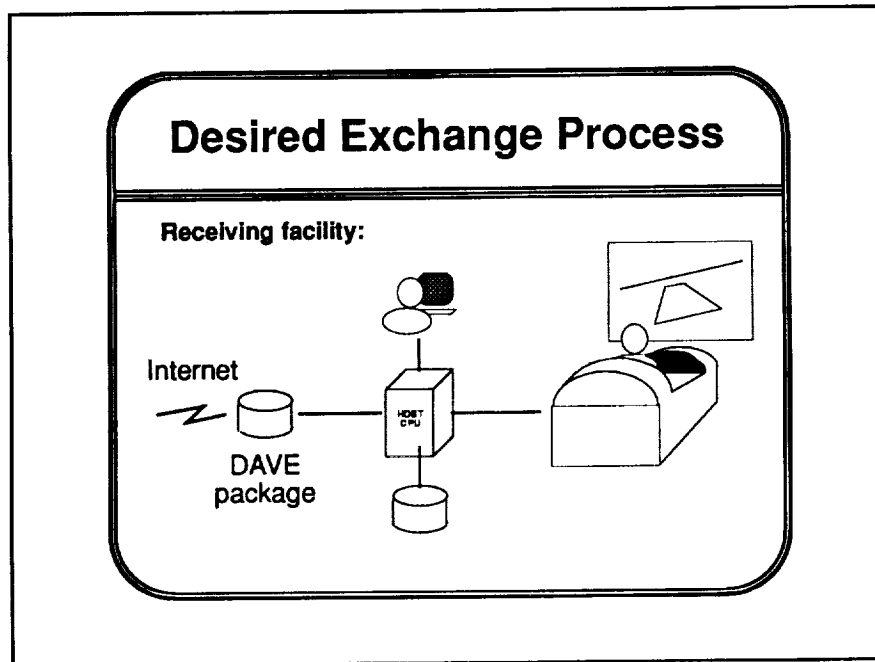 Desired Exchange Process
Receiving facility:
Internet
DAVE
package
HOST
CPU